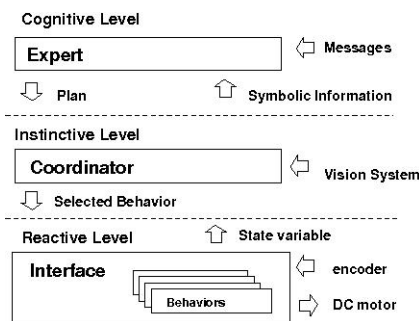 Cognitive Level
Expert
Messages
Plan
Symbolic Information
Instinctive Level
Coordinator
Vision System
Selected Behavior
Reactive Level
State variable
Interface
encoder
Behaviors
DC motor